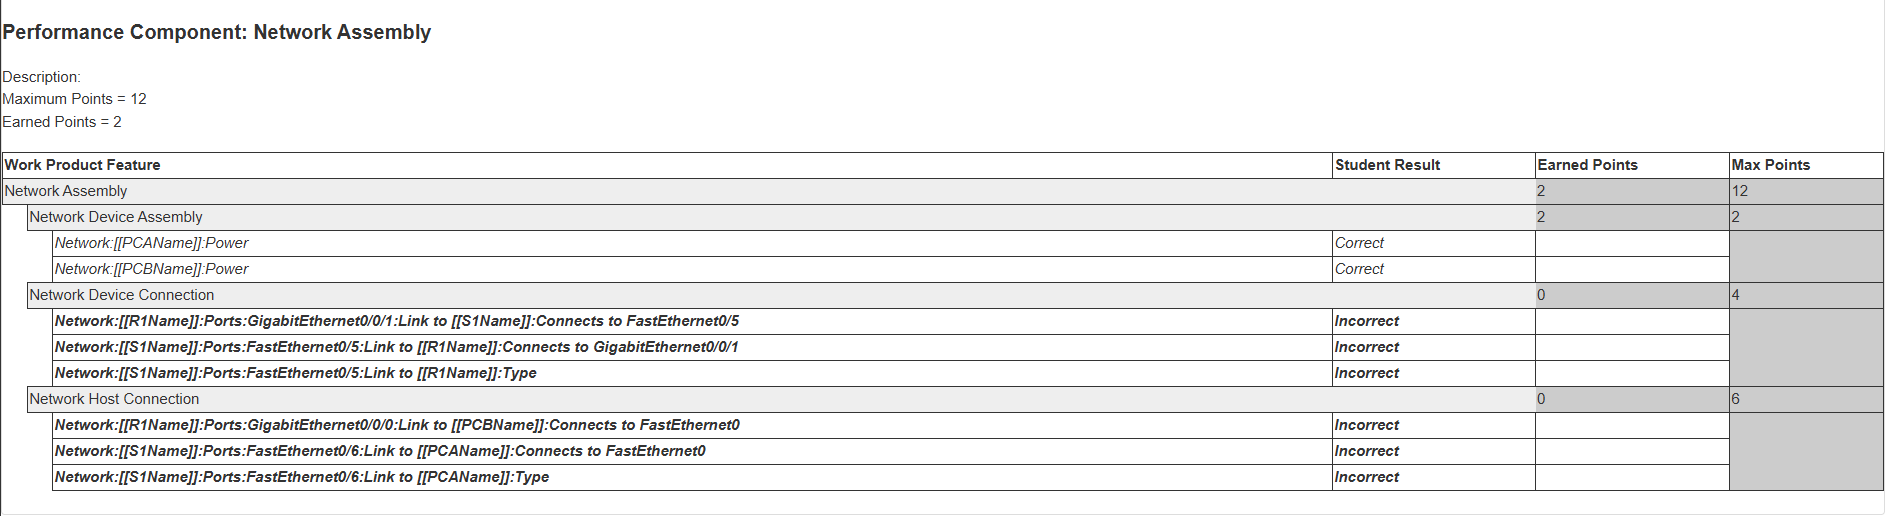 Performance Component: Network Assembly
Description:
Maximum Points = 12
Earned Points = 2
Work Product Feature Student Result Earned Points Max Points
Network Assembly 2 12
Network Device Assembly 2 2
Network:[[PCAName]]:Power Correct
Network:[[PCBName]]:Power Correct
Network Device Connection 0 4
Network:[[R1Name]]:Ports:GigabitEthernet0/0/1:Link to [[S1Name]]:Connects to FastEthernet0/5 Incorrect
Network:[[S1Name]]:Ports:FastEthernet0/5:Link to [[R1Name]]:Connects to GigabitEthernet0/0/1 Incorrect
Network:[[S1Name]]:Ports:FastEthernet0/5:Link to [[R1Name]]:Type Incorrect
Network Host Connection 0 6
Network:[[R1Name]]:Ports:GigabitEthernet0/0/0:Link to [[PCBName]]:Connects to FastEthernet0 Incorrect
Network:[[S1Name]]:Ports:FastEthernet0/6:Link to [[PCAName]]:Connects to FastEthernet0 Incorrect
Network:[[S1Name]]:Ports:FastEthernet0/6:Link to [[PCAName]]:Type Incorrect